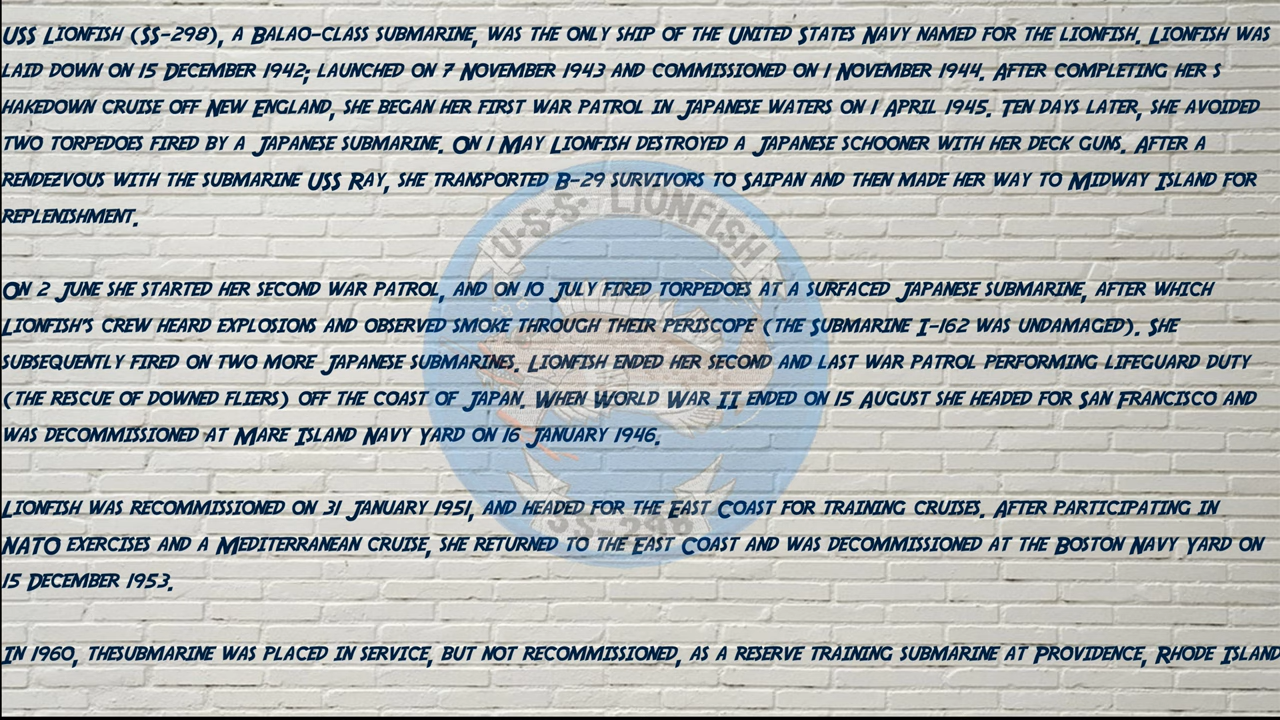 USS Lionfish (SS-298), a Balao-class submarine, was the only ship of the United States Navy named for the lionfish. Lionfish was
laid down on 15 December 1942; launched on 7 November 1943 and commissioned on 1 November 1944. After completing her s
hakedown cruise off New England, she began her first war patrol in Japanese waters on 1 April 1945. Ten days later, she avoided
two torpedoes fired by a Japanese submarine. On 1 May Lionfish destroyed a Japanese schooner with her deck guns. After a
rendezvous with the submarine USS Ray, she transported B-29 survivors to Saipan and then made her way to Midway Island for
replenishment.
On 2 June she started her second war patrol, and on 10 July fired torpedoes at a surfaced Japanese submarine, after which
Lionfish's crew heard explosions and observed smoke through their periscope (the Submarine I-162 was undamaged). She
subsequently fired on two more Japanese submarines. Lionfish ended her second and last war patrol performing lifeguard duty
(the rescue of downed fliers) off the coast of Japan. When World War II ended on 15 August she headed for San Francisco and
was decommissioned at Mare Island Navy Yard on 16 January 1946.
Lionfish was recommissioned on 31 January 1951, and headed for the East Coast for training cruises. After participating in
NATO exercises and a Mediterranean cruise, she returned to the East Coast and was decommissioned at the Boston Navy Yard on
15 December 1953.
In 1960, thesubmarine was placed in service, but not recommissioned, as a reserve training submarine at Providence, Rhode Island
U·S·S· LIONFISH
SS-298